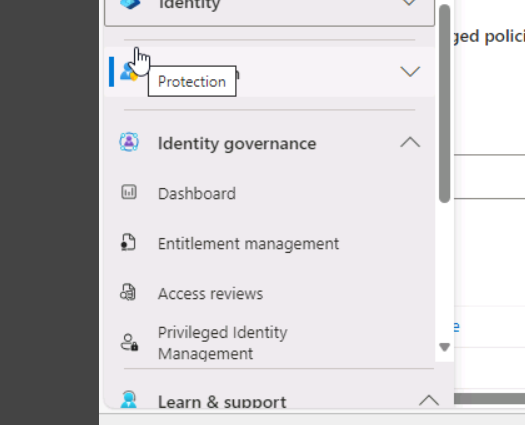 Identity
ged polici
Protection
Identity governance
Dashboard
Entitlement management
Access reviews
e
Privileged Identity
Management
Learn & support